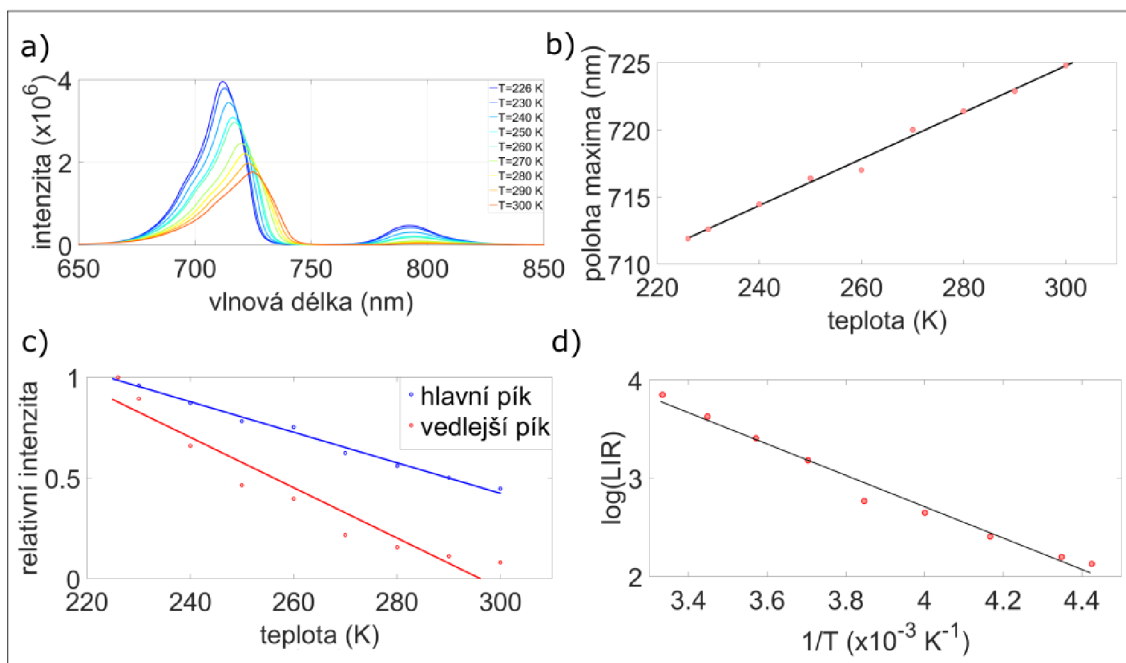 a)
intenzita (x10^6)
4
2
0
650
700
750
800
850
vlnová délka (nm)
T=226 K
T=230 K
T=240 K
T=250 K
T=260 K
T=270 K
T=280 K
T=290 K
T=300 K
b)
poloha maxima (nm)
725
720
715
710
220
240
260
280
300
teplota (K)
c)
relativní intenzita
1
0.5
0
220
240
260
280
300
teplota (K)
hlavní pík
vedlejší pík
d)
log(LIR)
4
3
2
3.4
3.6
3.8
4
4.2
4.4
1/T (x10^-3 K^-1)